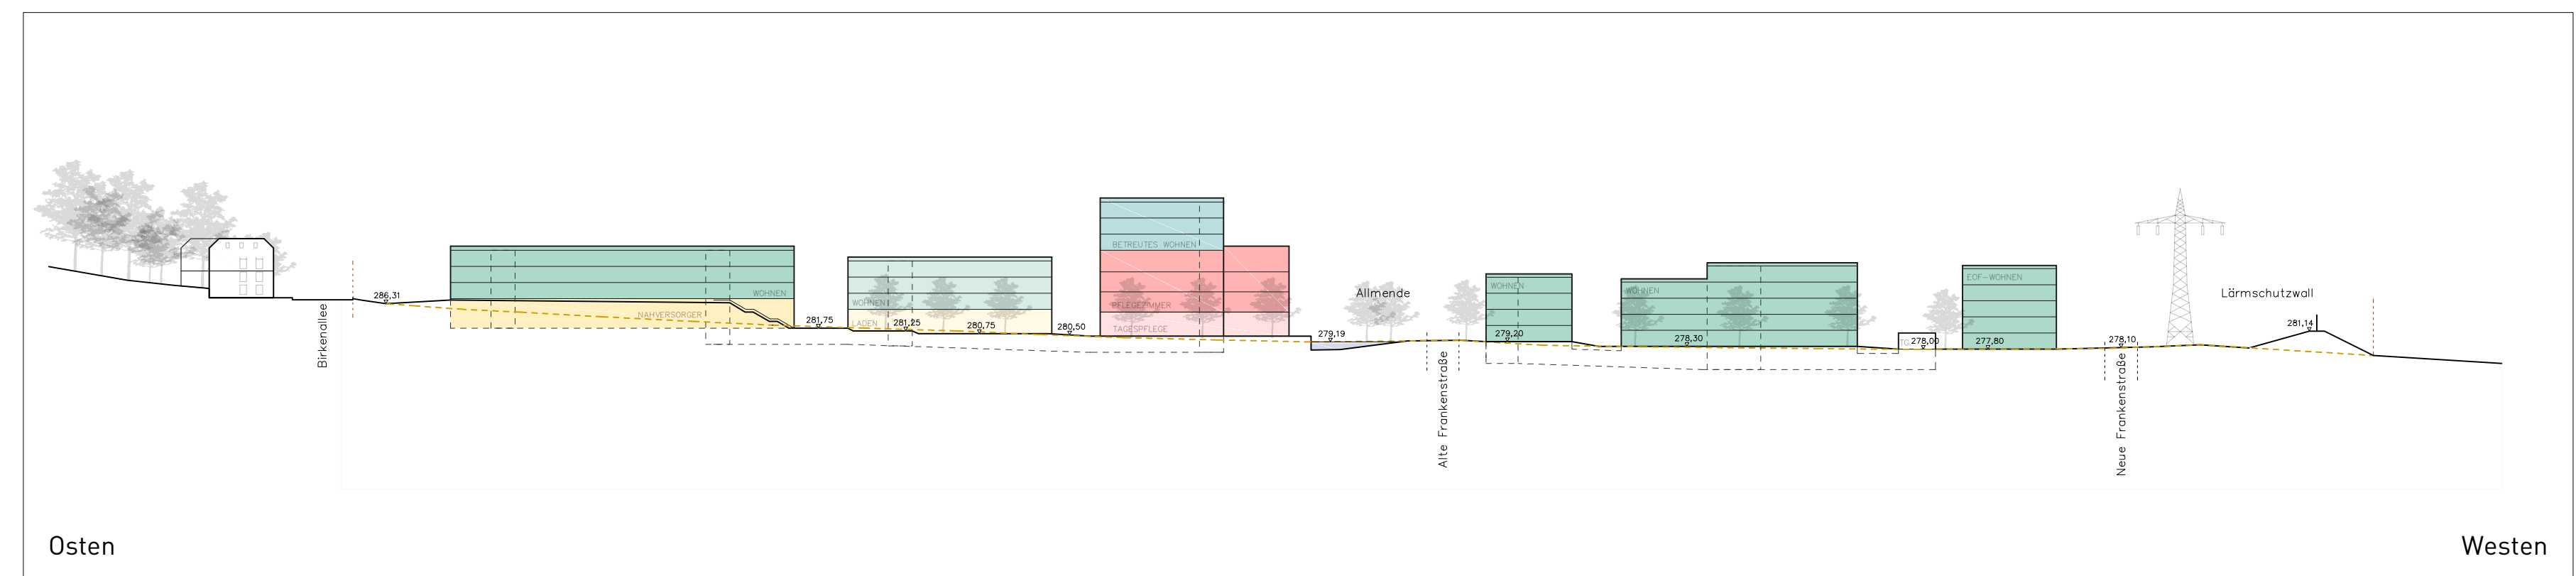 286,31
Birkenallee
WOHNEN
NAHVERSORGER
281,75
WOHNEN
LADEN
281,25
280,75
280,50
BETREUTES WOHNEN
PFLEGEZIMMER
TAGESPFLEGE
279,19
Allmende
Alte Frankenstraße
WOHNEN
279,20
WOHNEN
278,30
TG
278,00
EOF-WOHNEN
277,80
278,10
Neue Frankenstraße
Lärmschutzwall
281,14
Osten
Westen